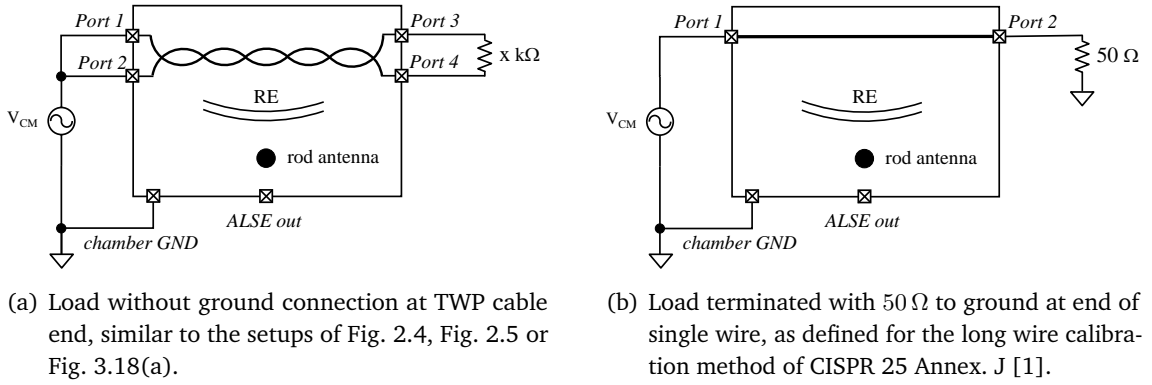 Port 1
Port 3
Port 2
Port 4
x kΩ
RE
V_CM
rod antenna
ALSE out
chamber GND
(a) Load without ground connection at TWP cable
end, similar to the setups of Fig. 2.4, Fig. 2.5 or
Fig. 3.18(a).
Port 1
Port 2
50 Ω
RE
V_CM
rod antenna
ALSE out
chamber GND
(b) Load terminated with 50 Ω to ground at end of
single wire, as defined for the long wire calibra-
tion method of CISPR 25 Annex. J [1].